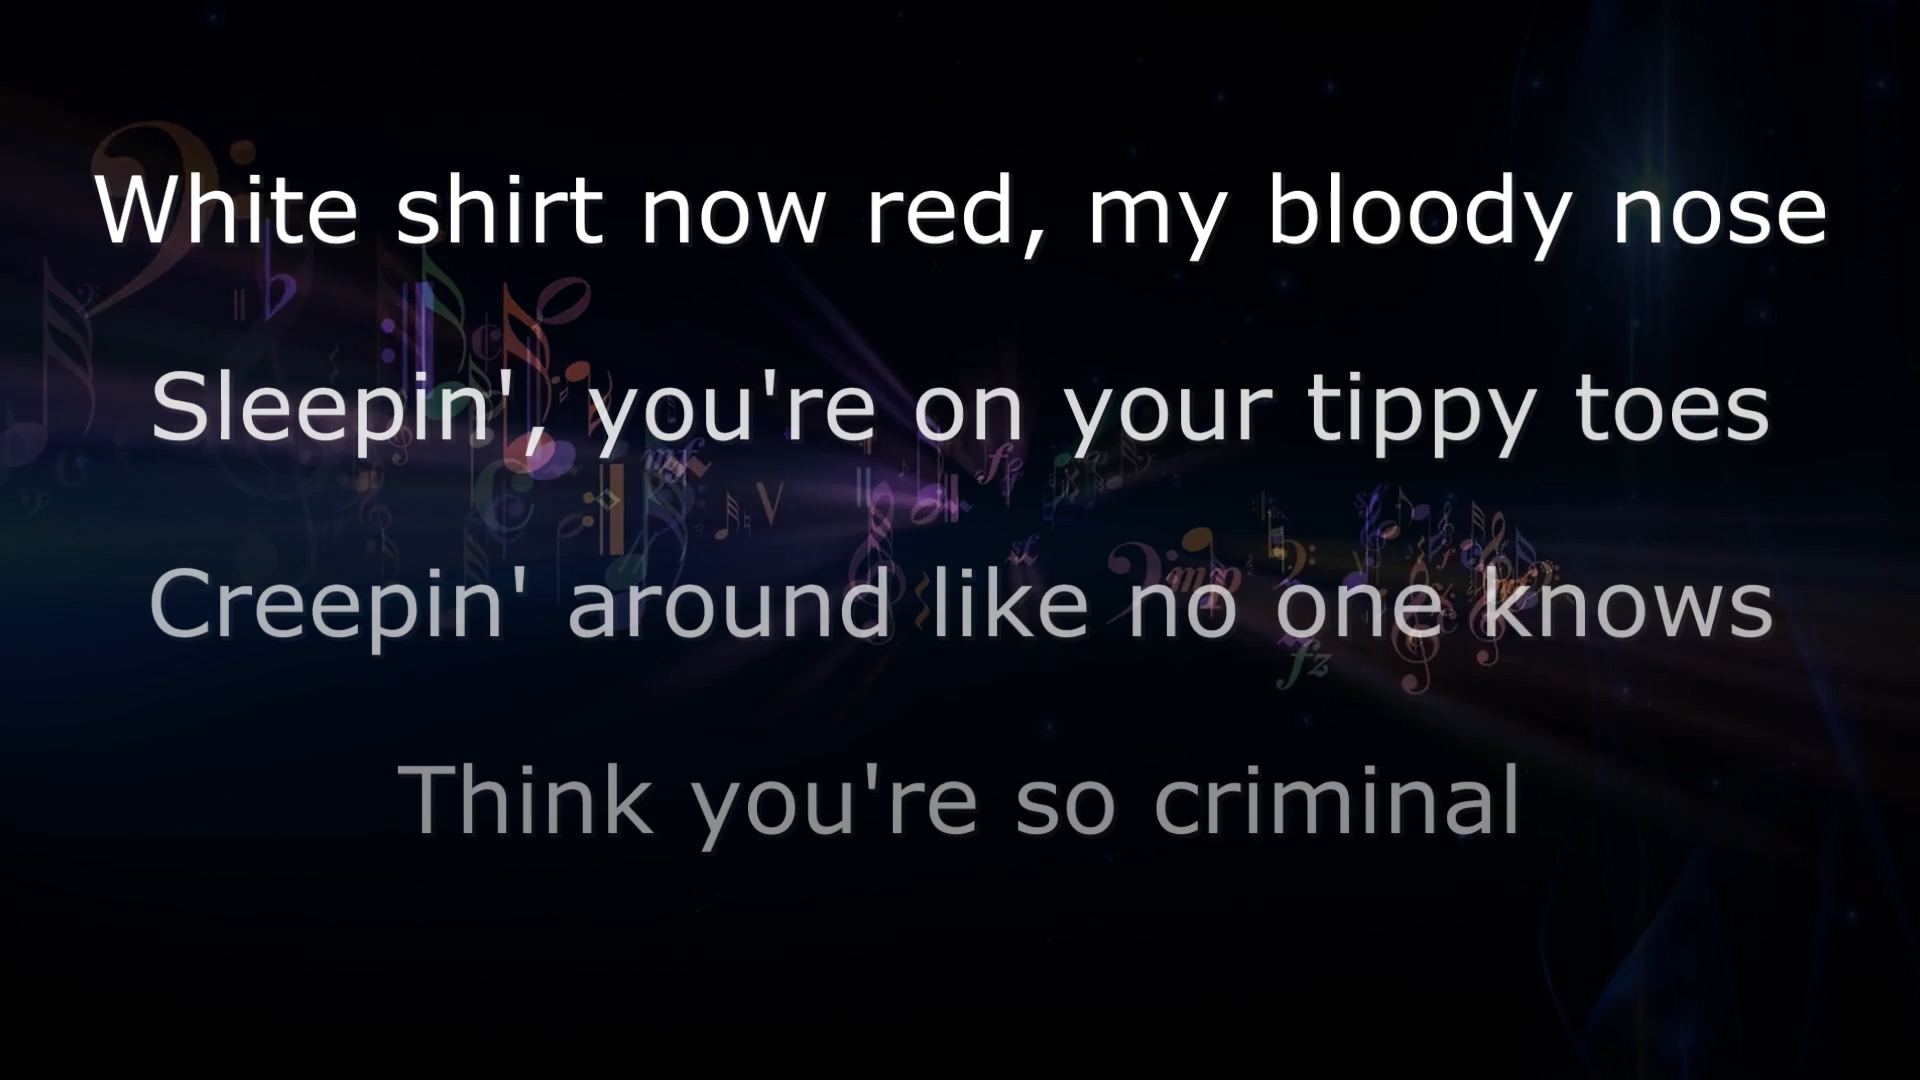 White shirt now red, my bloody nose
Sleepin', you're on your tippy toes
Creepin' around like no one knows
Think you're so criminal